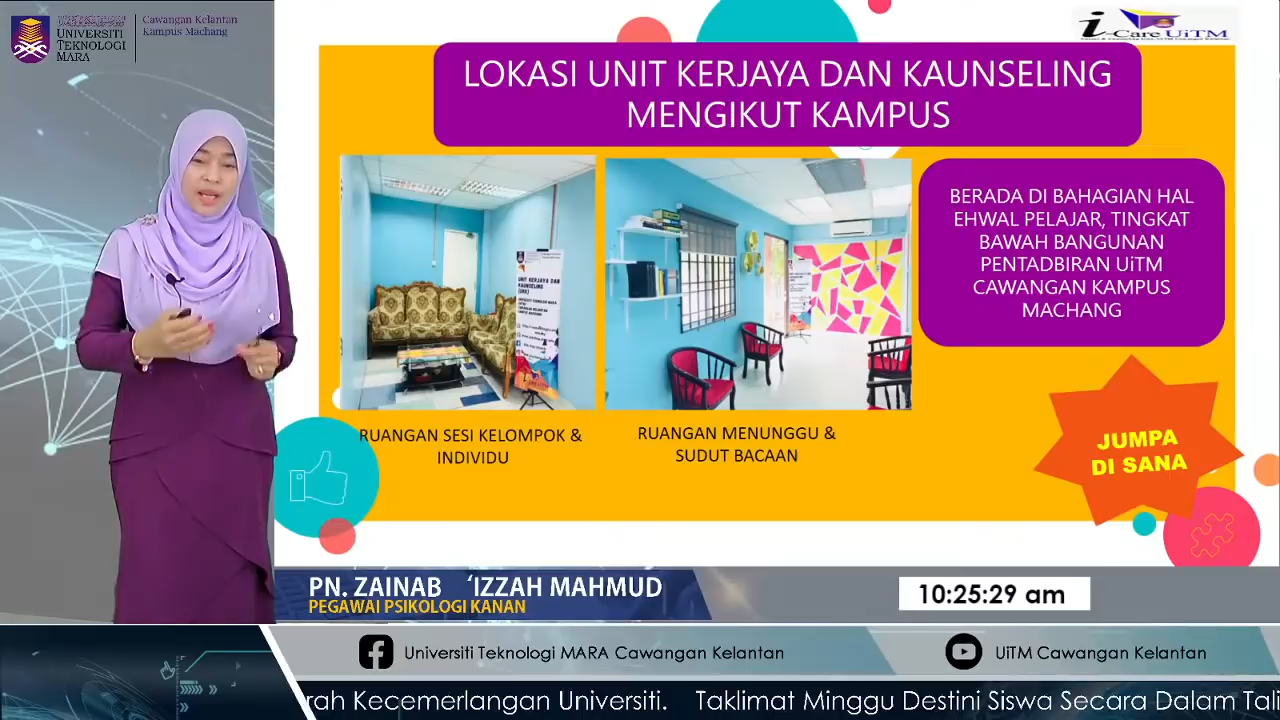 UNIVERSITI
TEKNOLOGI
MARA
Cawangan Kelantan
Kampus Machang
i-Care UiTM
LOKASI UNIT KERJAYA DAN KAUNSELING
MENGIKUT KAMPUS
BERADA DI BAHAGIAN HAL
EHWAL PELAJAR, TINGKAT
BAWAH BANGUNAN
PENTADBIRAN UiTM
CAWANGAN KAMPUS
MACHANG
UNIT KERJAYA DAN
KAUNSELING
(UKK)
RUANGAN SESI KELOMPOK &
INDIVIDU
RUANGAN MENUNGGU &
SUDUT BACAAN
JUMPA
DI SANA
PN. ZAINAB 'IZZAH MAHMUD
PEGAWAI PSIKOLOGI KANAN
10:25:29 am
Universiti Teknologi MARA Cawangan Kelantan
UiTM Cawangan Kelantan
rah Kecemerlangan Universiti. Taklimat Minggu Destini Siswa Secara Dalam Tali